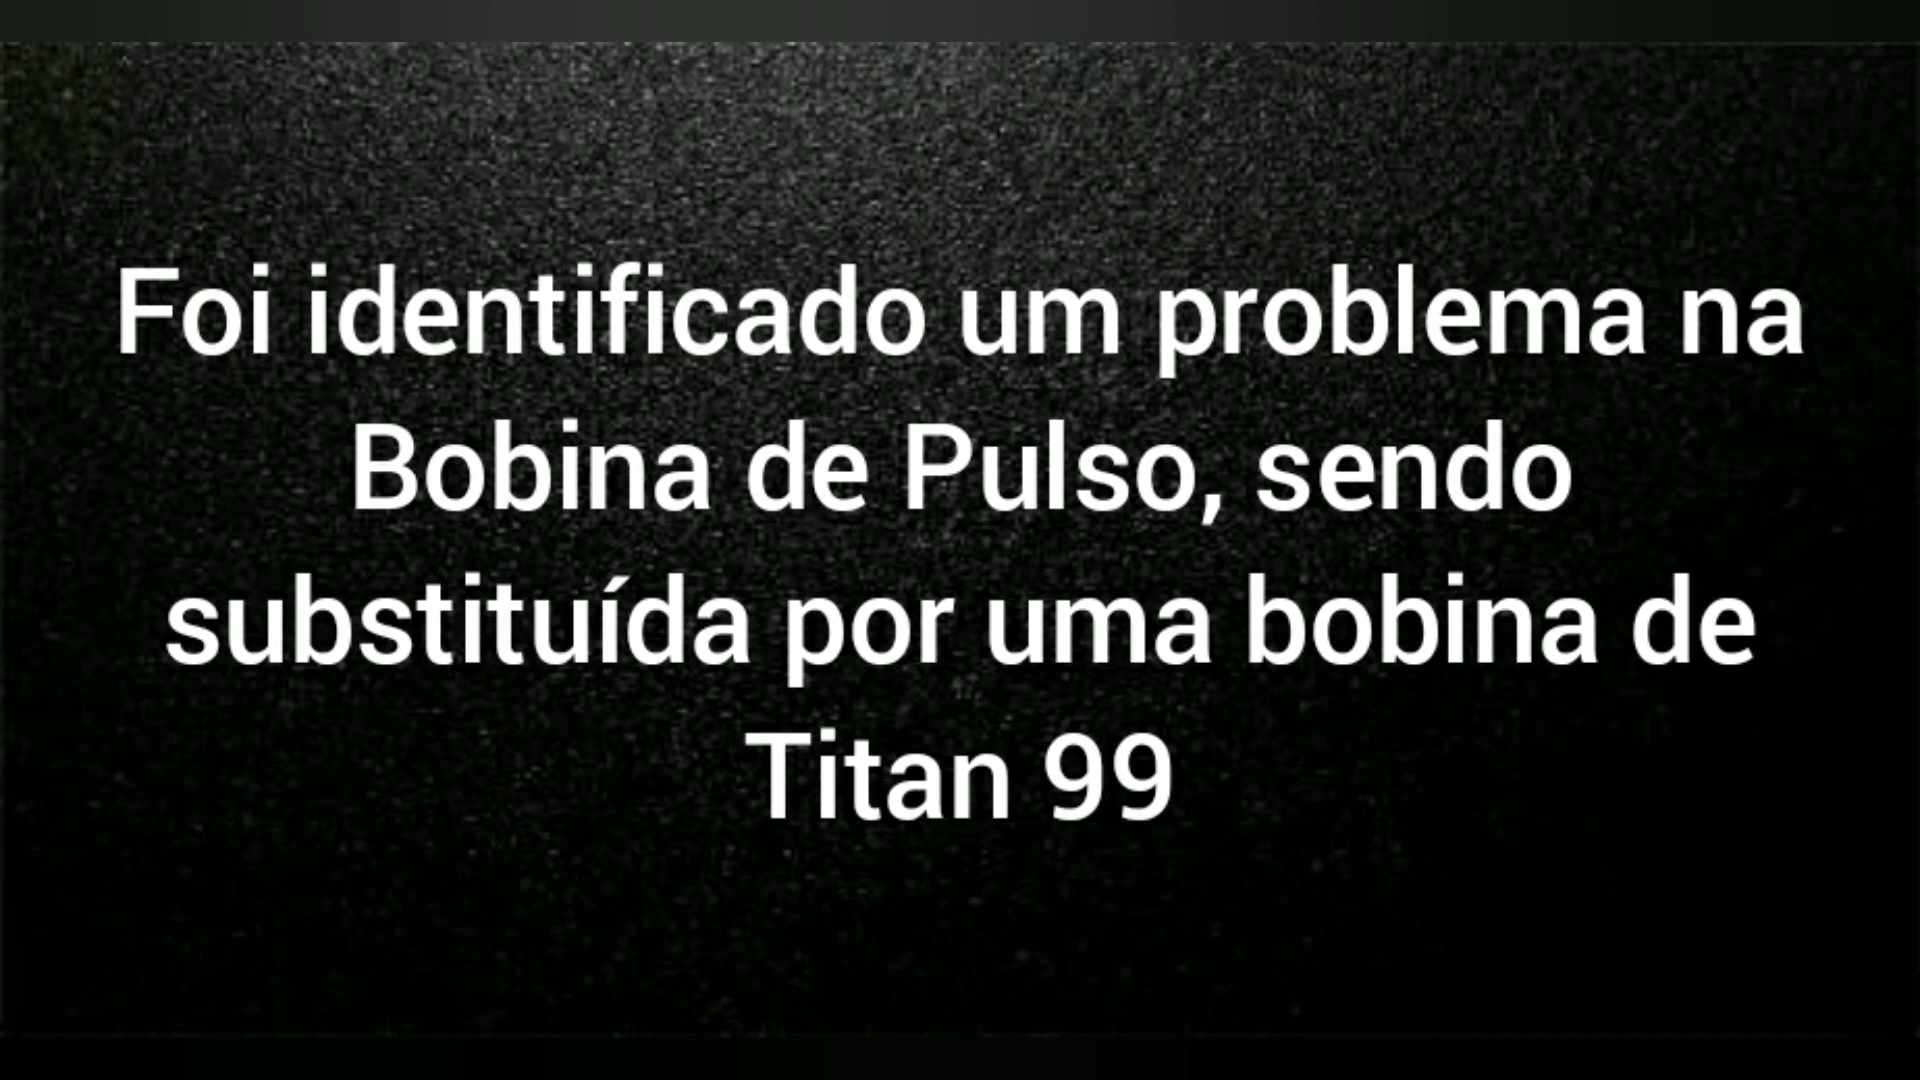 Foi identificado um problema na
Bobina de Pulso, sendo
substituída por uma bobina de
Titan 99